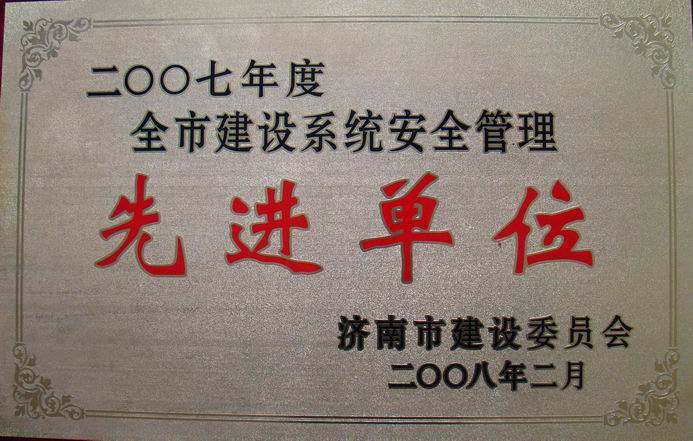 二〇〇七年度
全市建设系统安全管理
先进单位
济南市建设委员会
二〇〇八年二月